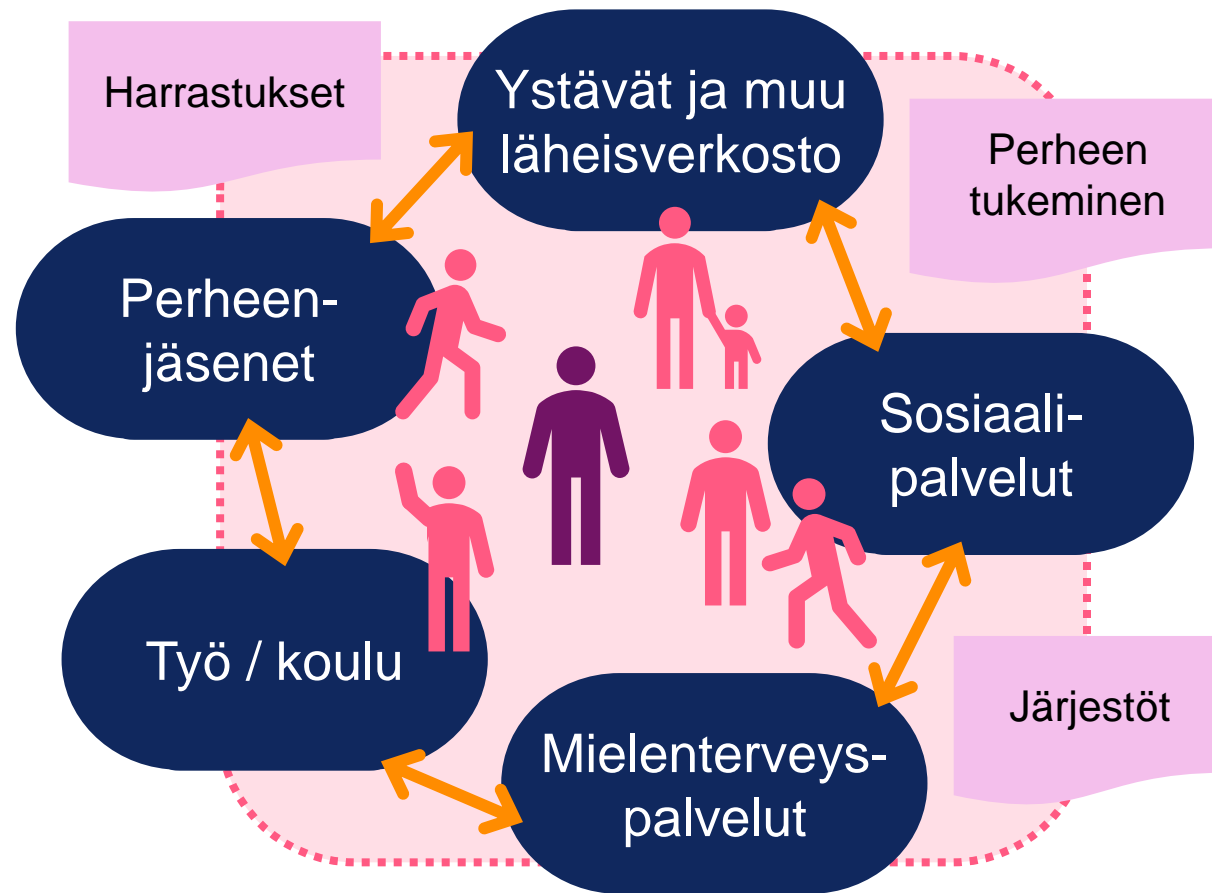 Harrastukset
Ystävät ja muu
läheisverkosto
Perheen
tukeminen
Perheen-
jäsenet
Sosiaali-
palvelut
Työ / koulu
Järjestöt
Mielenterveys-
palvelut